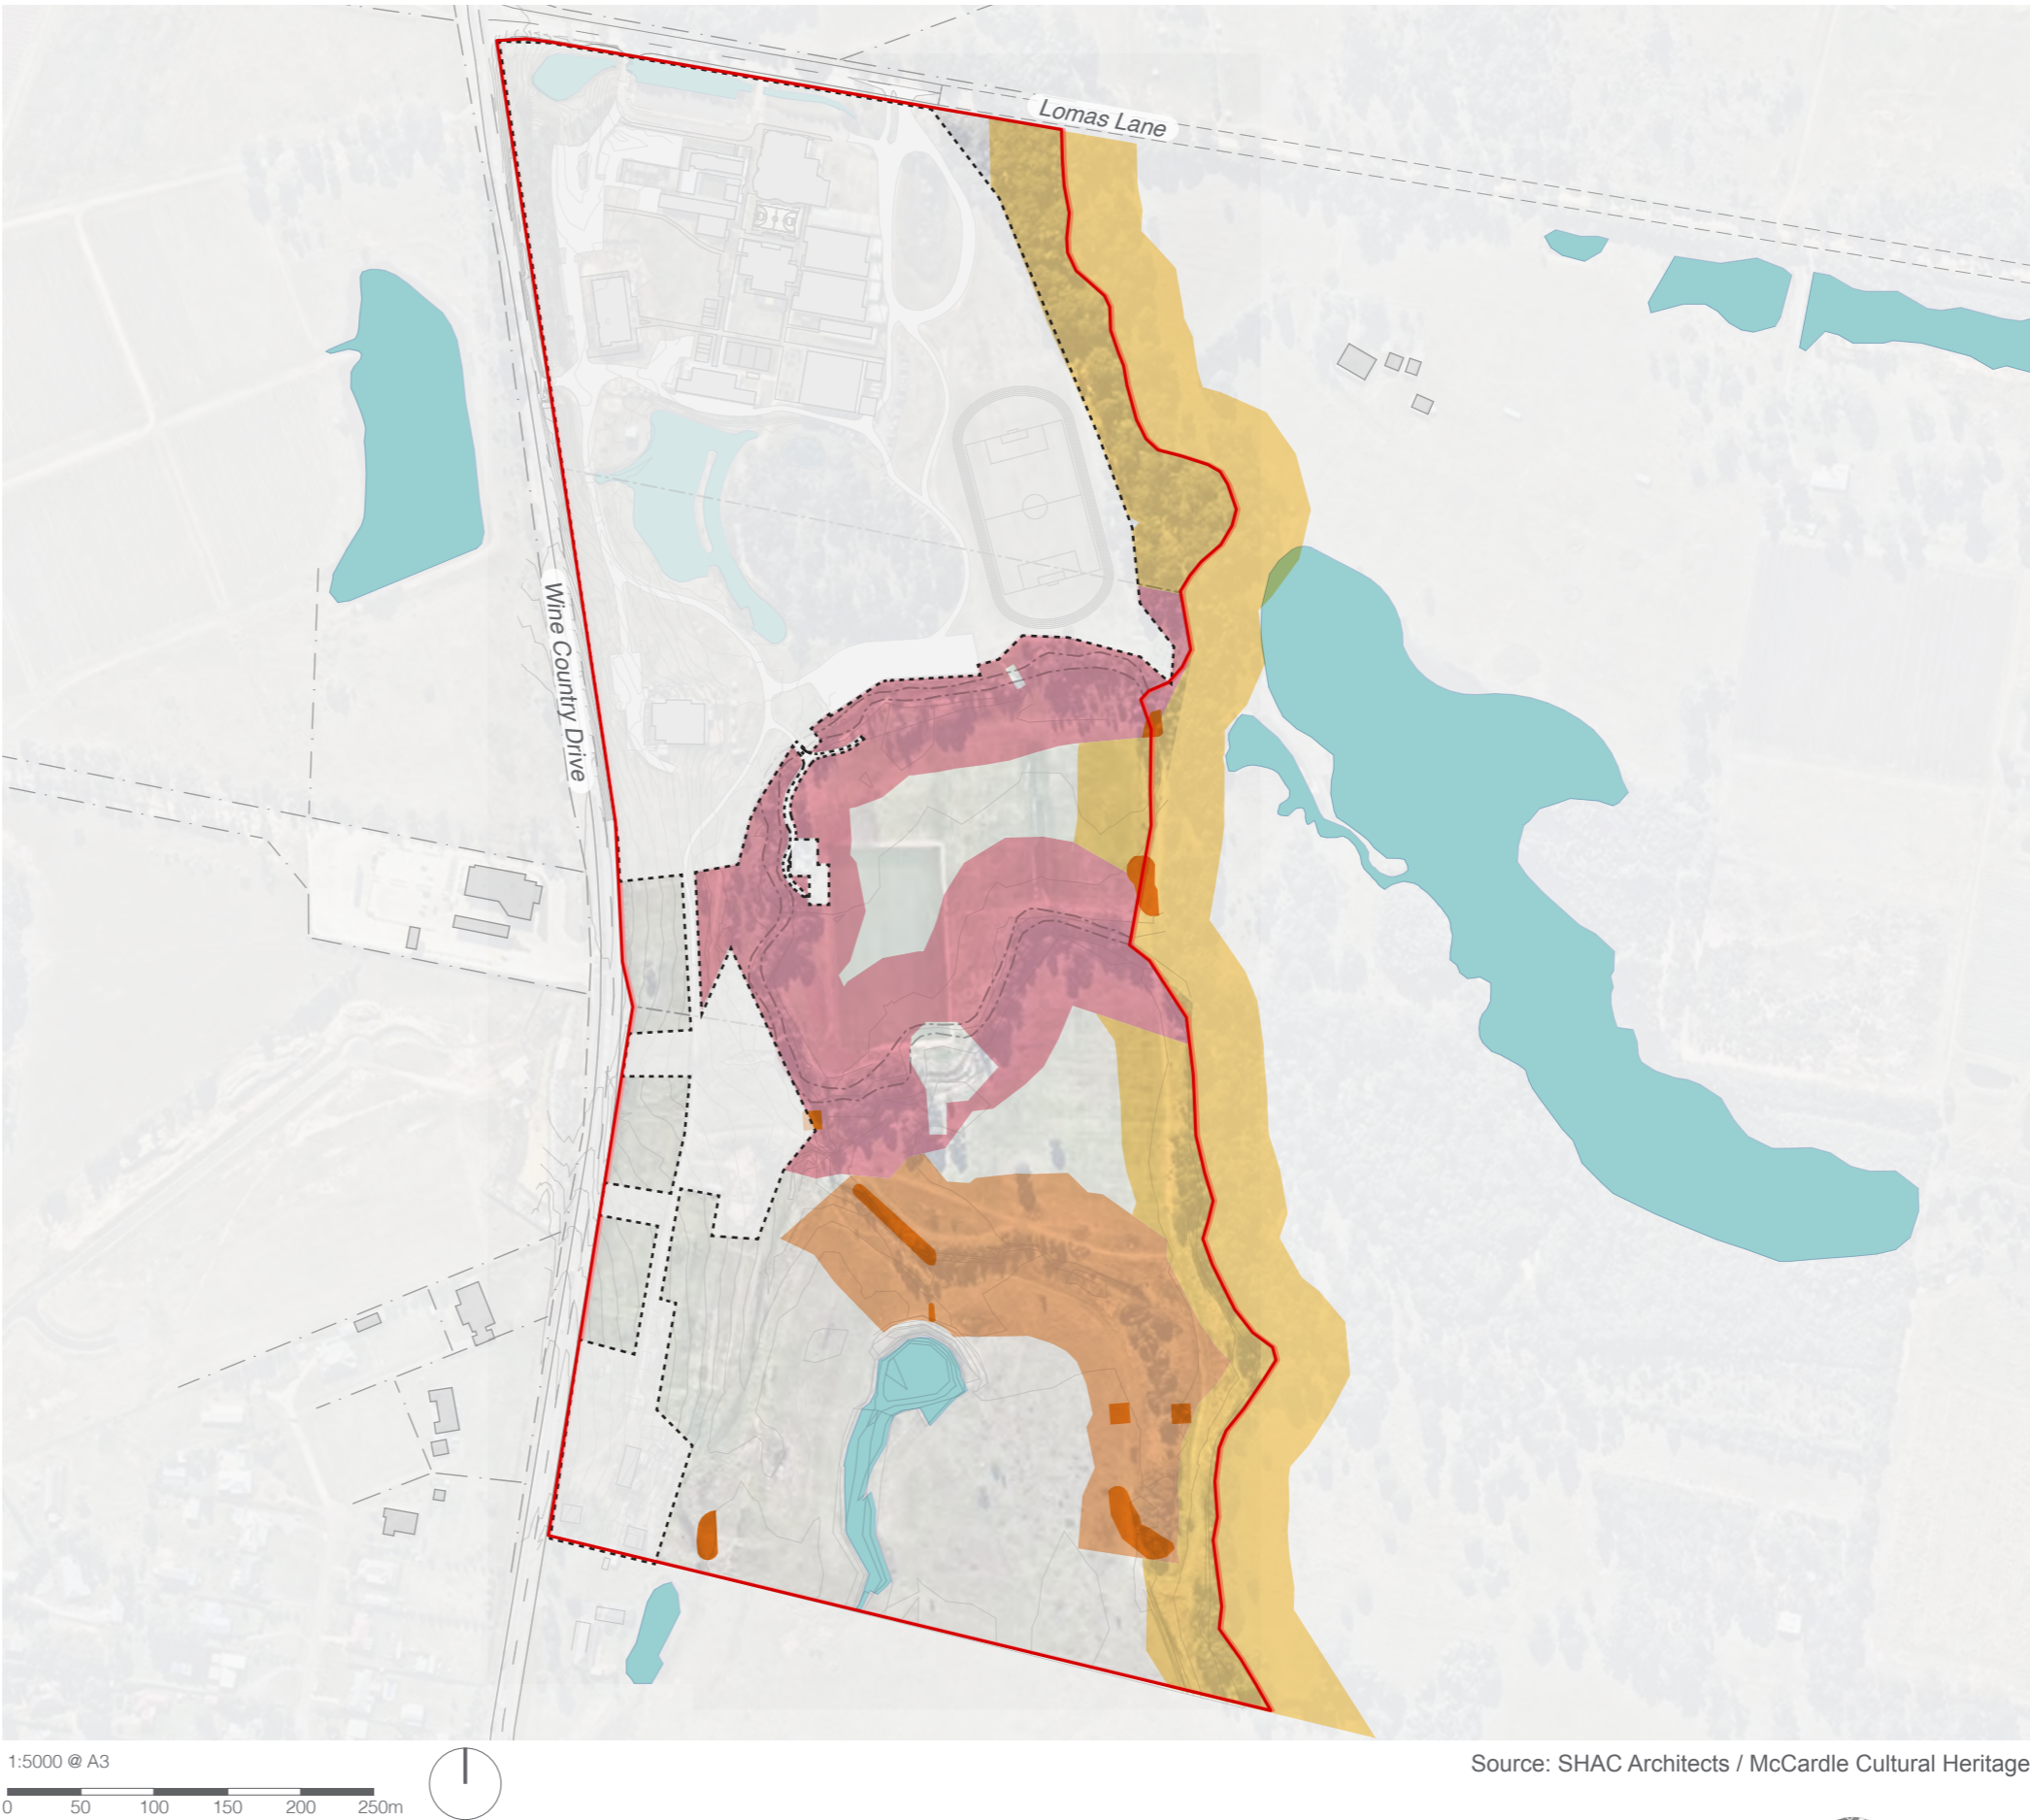 Lomas Lane
Wine Country Drive
1:5000 @ A3
0 50 100 150 200 250m
Source: SHAC Architects / McCardle Cultural Heritage